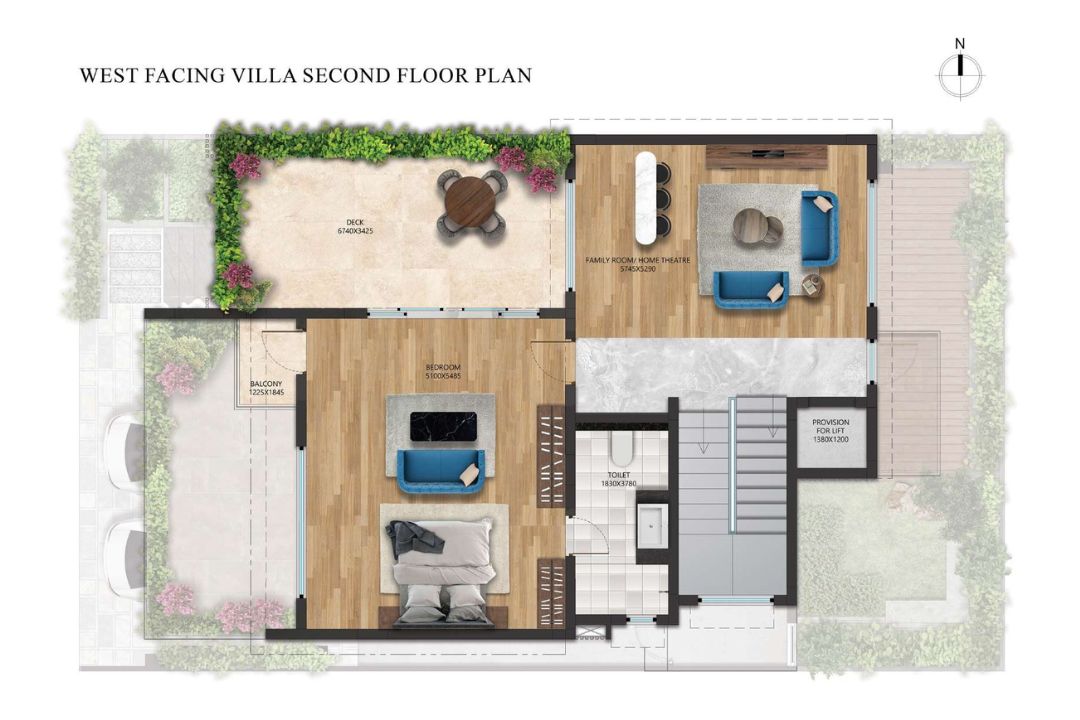 N
WEST FACING VILLA SECOND FLOOR PLAN
DECK
6740X3425
FAMILY ROOM/ HOME THEATRE
5745X5290
BEDROOM
5100X5485
BALCONY
1225X1845
PROVISION
FOR LIFT
1380X1200
TOILET
1830X3780